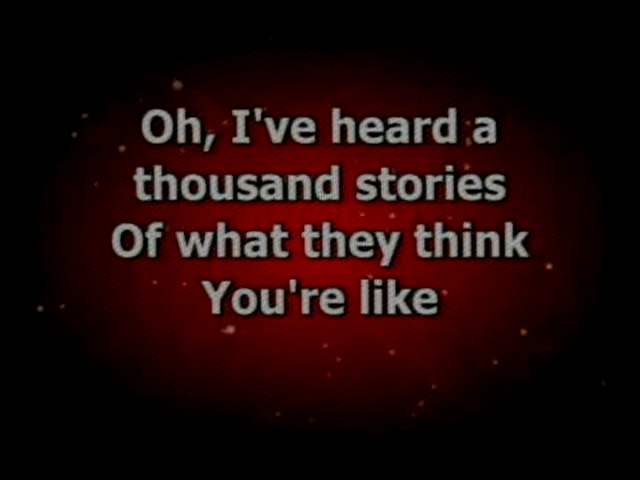 Oh, I've heard a
thousand stories
Of what they think
You're like